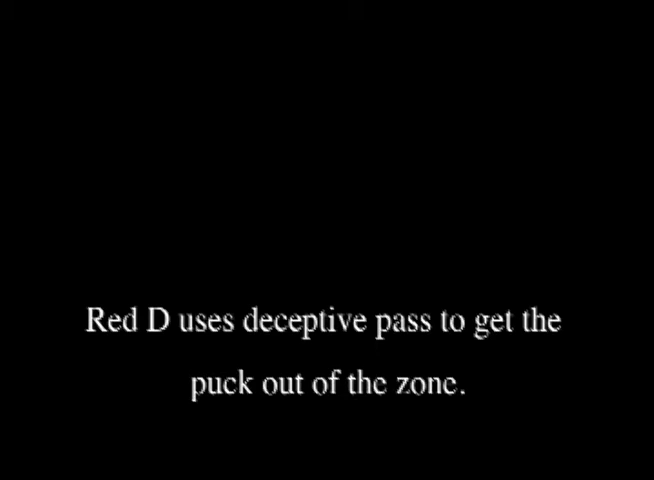 Red D uses deceptive pass to get the
puck out of the zone.